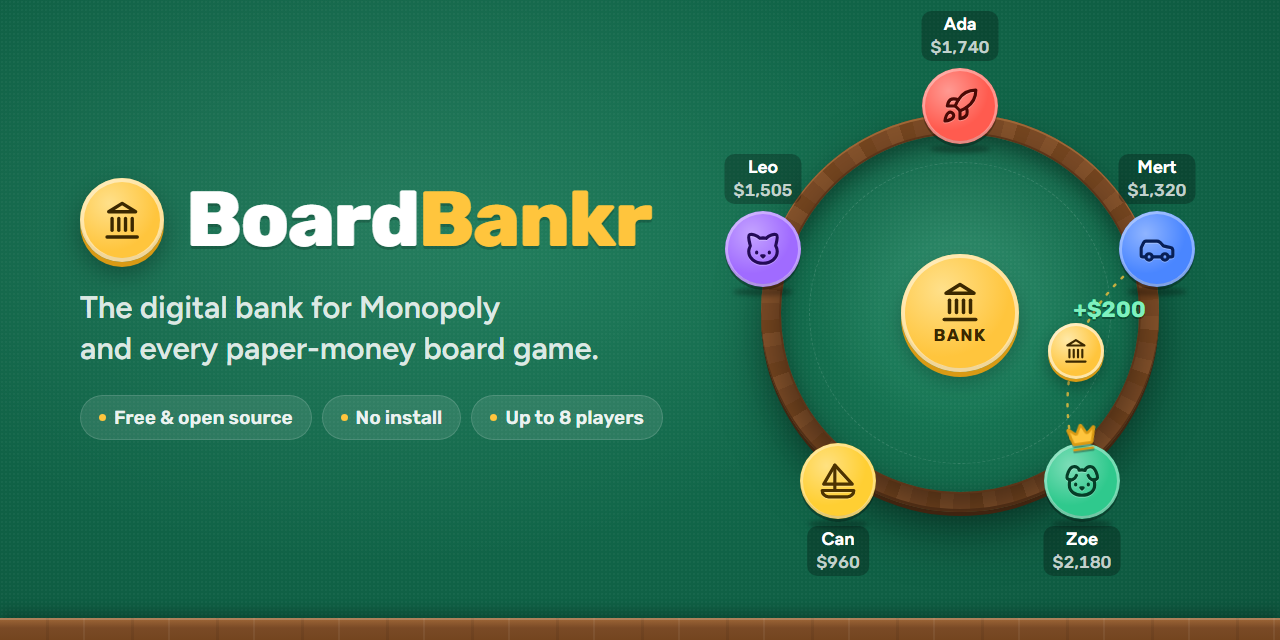 BoardBankr
The digital bank for Monopoly
and every paper-money board game.
Free & open source
No install
Up to 8 players
Ada
$1,740
Leo
$1,505
Mert
$1,320
+$200
BANK
Can
$960
Zoe
$2,180